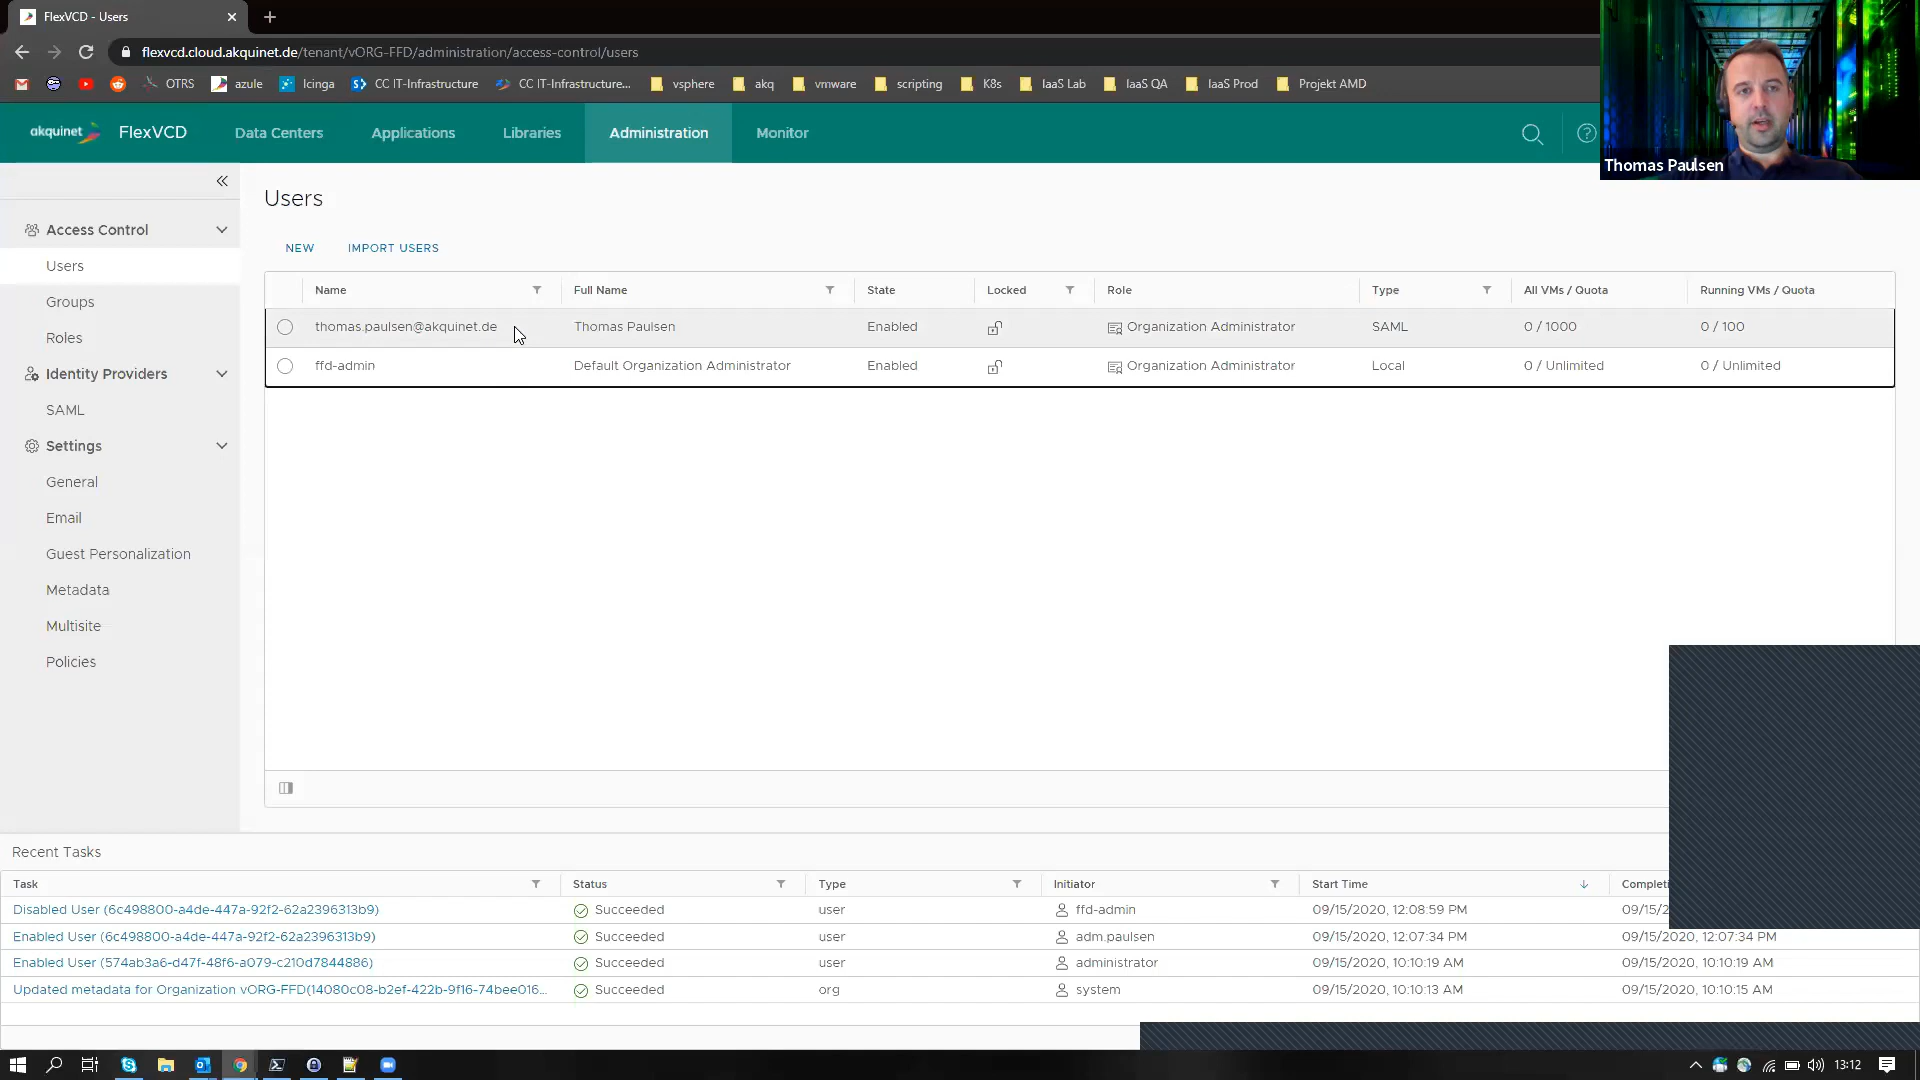 FlexVCD - Users
flexvcd.cloud.akquinet.de/tenant/vORG-FFD/administration/access-control/users
OTRS azule Icinga CC IT-Infrastructure CC IT-Infrastructure... vsphere akq vmware scripting K8s IaaS Lab IaaS QA IaaS Prod Projekt AMD
akquinet FlexVCD Data Centers Applications Libraries Administration Monitor
Thomas Paulsen
Users
Access Control
Users
Groups
Roles
Identity Providers
SAML
Settings
General
Email
Guest Personalization
Metadata
Multisite
Policies
NEW IMPORT USERS
Name Full Name State Locked Role Type All VMs / Quota Running VMs / Quota
thomas.paulsen@akquinet.de Thomas Paulsen Enabled Organization Administrator SAML 0 / 1000 0 / 100
ffd-admin Default Organization Administrator Enabled Organization Administrator Local 0 / Unlimited 0 / Unlimited
Recent Tasks
Task Status Type Initiator Start Time Completi
Disabled User (6c498800-a4de-447a-92f2-62a2396313b9) Succeeded user ffd-admin 09/15/2020, 12:08:59 PM 09/15/2
Enabled User (6c498800-a4de-447a-92f2-62a2396313b9) Succeeded user adm.paulsen 09/15/2020, 12:07:34 PM 09/15/2020, 12:07:34 PM
Enabled User (574ab3a6-d47f-48f6-a079-c210d7844886) Succeeded user administrator 09/15/2020, 10:10:19 AM 09/15/2020, 10:10:19 AM
Updated metadata for Organization vORG-FFD(14080c08-b2ef-422b-9f16-74bee016... Succeeded org system 09/15/2020, 10:10:13 AM 09/15/2020, 10:10:15 AM
13:12